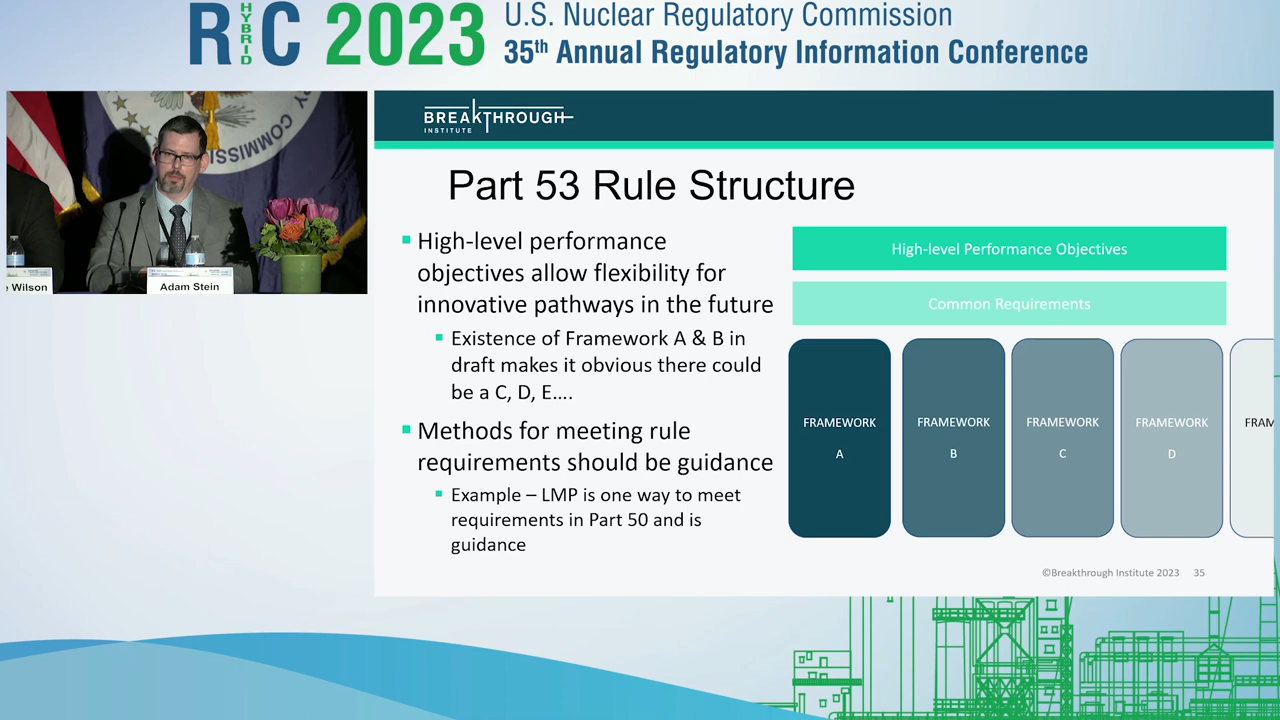 RIC 2023
HYBRID
U.S. Nuclear Regulatory Commission
35th Annual Regulatory Information Conference
COMMISSION
e Wilson
Adam Stein
BREAKTHROUGH
INSTITUTE
Part 53 Rule Structure
High-level performance
objectives allow flexibility for
innovative pathways in the future
Existence of Framework A & B in
draft makes it obvious there could
be a C, D, E....
Methods for meeting rule
requirements should be guidance
Example – LMP is one way to meet
requirements in Part 50 and is
guidance
High-level Performance Objectives
Common Requirements
FRAMEWORK
A
FRAMEWORK
B
FRAMEWORK
C
FRAMEWORK
D
FRAM
©Breakthrough Institute 2023 35